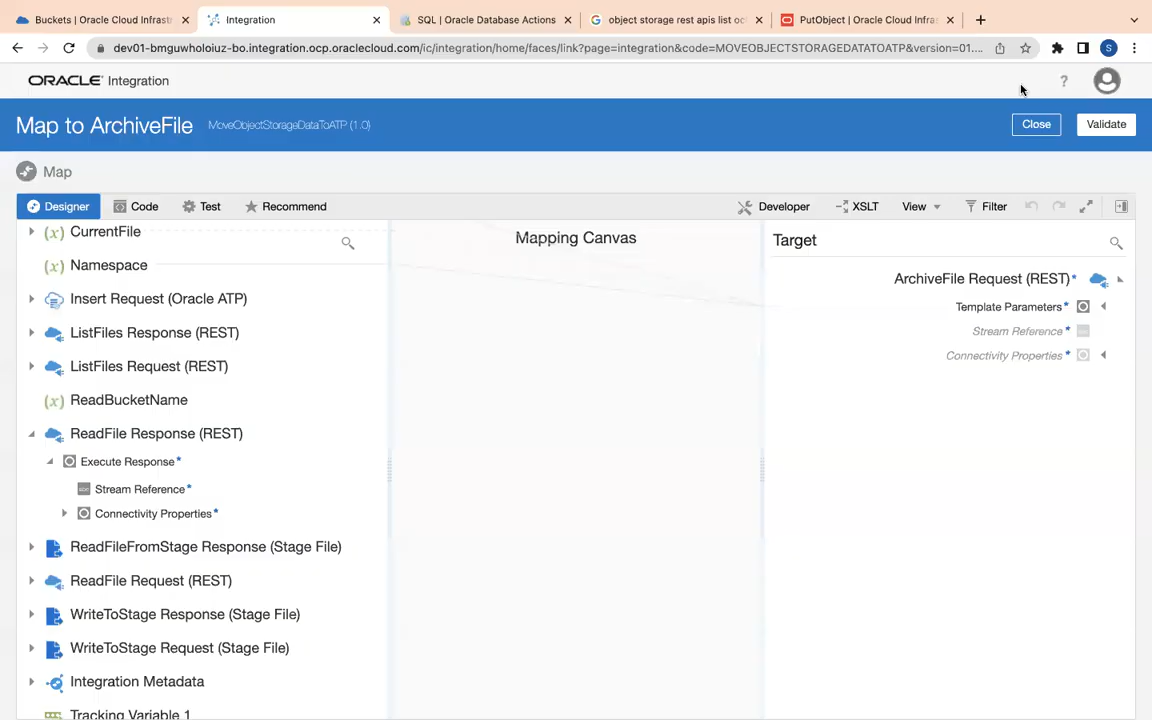 Buckets | Oracle Cloud Infrast
Integration
SQL | Oracle Database Actions
object storage rest apis list oc
PutObject | Oracle Cloud Infra
dev01-bmguwholoiuz-bo.integration.ocp.oraclecloud.com/ic/integration/home/faces/link?page=integration&code=MOVEOBJECTSTORAGEDATATOATP&version=01....
S
ORACLE Integration
?
Map to ArchiveFile
MoveObjectStorageDataToATP (1.0)
Close
Validate
Map
Designer
Code
Test
Recommend
Developer
XSLT
View
Filter
CurrentFile
Namespace
Insert Request (Oracle ATP)
ListFiles Response (REST)
ListFiles Request (REST)
ReadBucketName
ReadFile Response (REST)
Execute Response*
Stream Reference*
Connectivity Properties*
ReadFileFromStage Response (Stage File)
ReadFile Request (REST)
WriteToStage Response (Stage File)
WriteToStage Request (Stage File)
Integration Metadata
Tracking Variable 1
Mapping Canvas
Target
ArchiveFile Request (REST)*
Template Parameters*
Stream Reference*
Connectivity Properties*